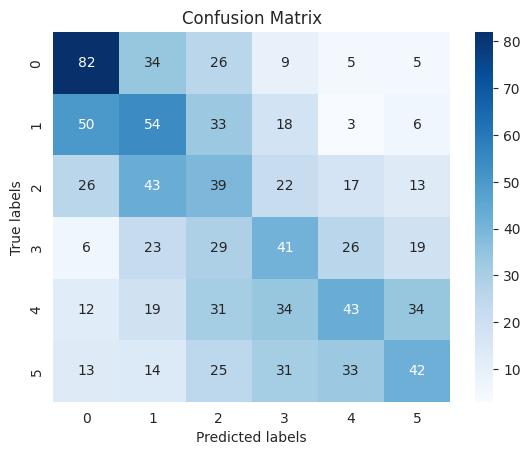 Confusion Matrix
0 82 34 26 9 5 5
1 50 54 33 18 3 6
2 26 43 39 22 17 13
3 6 23 29 41 26 19
4 12 19 31 34 43 34
5 13 14 25 31 33 42
0 1 2 3 4 5
True labels
Predicted labels
80
70
60
50
40
30
20
10